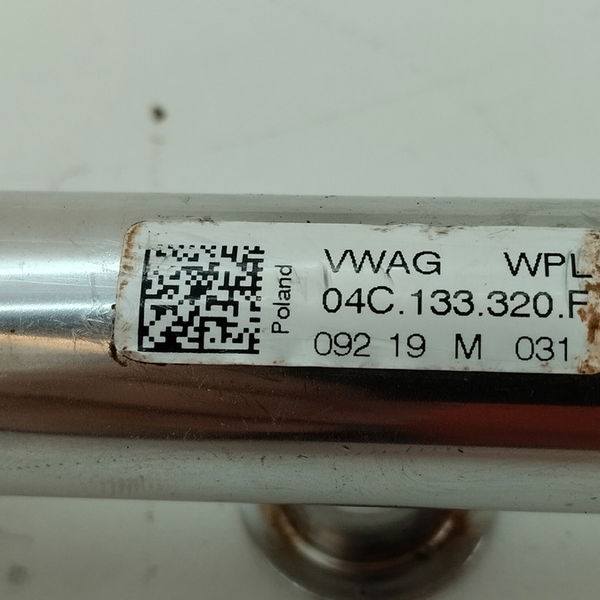 Poland
VWAG WPL
04C.133.320.F
092 19 M 031